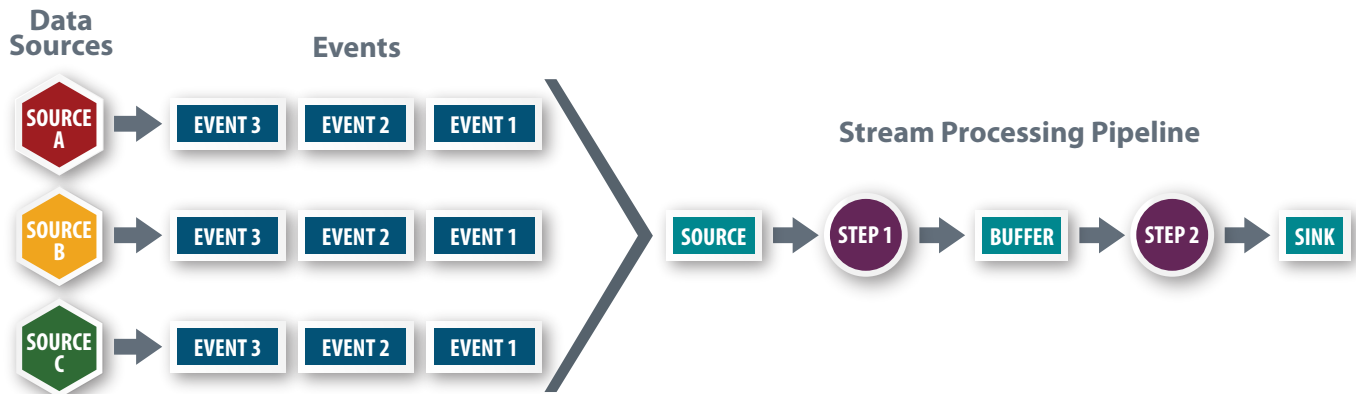 Data
Sources
Events
SOURCE
A
EVENT 3
EVENT 2
EVENT 1
Stream Processing Pipeline
SOURCE
B
EVENT 3
EVENT 2
EVENT 1
SOURCE
STEP 1
BUFFER
STEP 2
SINK
SOURCE
C
EVENT 3
EVENT 2
EVENT 1